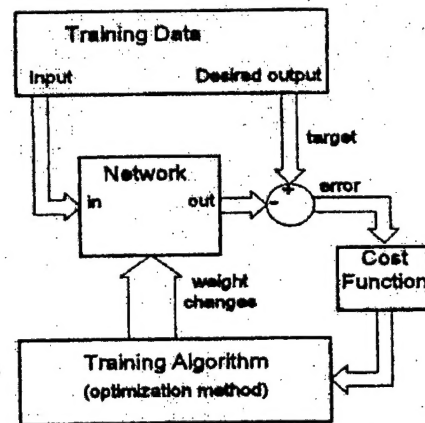 Training Data
Input Desired output
target
Network
in out
+
-
error
Cost
Function
weight
changes
Training Algorithm
(optimization method)